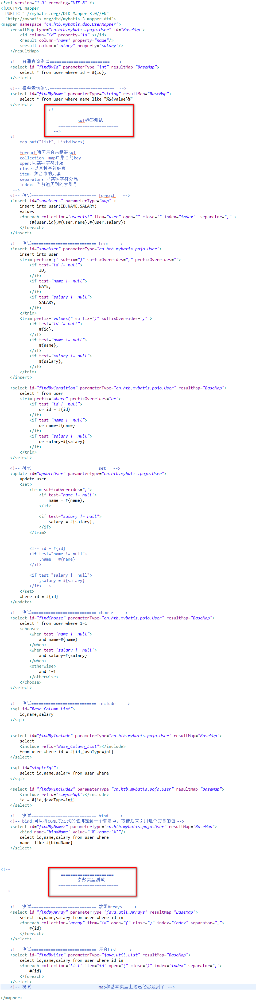 <?xml version="1.0" encoding="UTF-8" ?>
<!DOCTYPE mapper
  PUBLIC "-//mybatis.org//DTD Mapper 3.0//EN"
  "http://mybatis.org/dtd/mybatis-3-mapper.dtd">
<mapper namespace="cn.htb.mybatis.dao.UserMapper">
    <resultMap type="cn.htb.mybatis.pojo.User" id="BaseMap">
        <id column="id" property="id" ></id>
        <result column="name" property="name"/>
        <result column="salary" property="salary"/>
    </resultMap>
    <!-- 普通查询测试=========================  -->
    <select id="findById" parameterType="int" resultMap="BaseMap">
        select * from user where id = #{id};
    </select>
    <!-- 模糊查询测试===========================  -->
    <select id="findByName" parameterType="string" resultMap="BaseMap">
        select * from user where name like "%${value}%"
    </select>
                    <!--
                         ======================
                                sql标签测试
                        =========================
                      -->
    <!--
        map.put("list", List<User>)
        foreach遍历集合来组装sql
        collection：map中集合的key
        open:以某种字符开始
        close:以某种字符结束
        item：集合中的元素
        separator：以某种字符分隔
        index：当前遍历到的索引号
     -->
    <!-- 测试=========================== foreach   -->
    <insert id="saveUsers" parameterType="map" >
        insert into user(ID,NAME,SALARY)
        values
        <foreach collection="userList" item="user" open="" close="" index="index"  separator="," >
            (#{user.id},#{user.name},#{user.salary})
        </foreach>
    </insert>
    <!-- 测试=========================== trim   -->
    <insert id="saveUser" parameterType="cn.htb.mybatis.pojo.User">
        insert into user
        <trim prefix="(" suffix=")" suffixOverrides="," prefixOverrides="">
            <if test="id != null">
                ID,
            </if>
            <if test="name != null">
                NAME,
            </if>
            <if test="salary != null">
                SALARY,
            </if>
        </trim>
        <trim prefix="values(" suffix=")" suffixOverrides="," >
            <if test="id != null">
                #{id},
            </if>
            <if test="name != null">
                #{name},
            </if>
            <if test="salary != null">
                #{salary},
            </if>
        </trim>
    </insert>
    <select id="findByCondition" parameterType="cn.htb.mybatis.pojo.User" resultMap="BaseMap">
        select * from user
        <trim prefix="where" prefixOverrides="or">
            <if test="id != null">
                or id = #{id}
            </if>
            <if test="name != null">
                or name=#{name}
            </if>
            <if test="salary != null">
                or salary=#{salary}
            </if>
        </trim>
    </select>
    <!-- 测试=========================== set   -->
    <update id="updateUser" parameterType="cn.htb.mybatis.pojo.User">
        update user
        <set>
            <trim suffixOverrides=",">
                <if test="name != null">
                    name = #{name},
                </if>
                <if test="salary != null">
                    salary = #{salary},
                </if>
            </trim>
            <!-- id = #{id}
            <if test="name != null">
                ,name = #{name}
            </if>
            <if test="salary != null">
                ,salary = #{salary}
            </if> -->
        </set>
        where id = #{id}
    </update>
    <!-- 测试=========================== choose   -->
    <select id="findChoose" parameterType="cn.htb.mybatis.pojo.User" resultMap="BaseMap">
        select * from user where 1=1
        <choose>
            <when test="name != null">
                and name=#{name}
            </when>
            <when test="salary != null">
                and salary=#{salary}
            </when>
            <otherwise>
                and 1=1
            </otherwise>
        </choose>
    </select>
    <!-- 测试=========================== include   -->
    <sql id="Base_Column_List">
        id,name,salary
    </sql>
    <select id="findByInclude" parameterType="cn.htb.mybatis.pojo.User" resultMap="BaseMap">
        select
        <include refid="Base_Column_List"></include>
        from user where id = #{id,javaType=int}
    </select>
    <sql id="simpleSql">
        select id,name,salary from user where
    </sql>
    <select id="findByInclude2" parameterType="cn.htb.mybatis.pojo.User" resultMap="BaseMap">
        <include refid="simpleSql"></include>
        id = #{id,javaType=int}
    </select>
    <!-- 测试=========================== bind   -->
    <!-- bind:可以将OGNL表达式的值绑定到一个变量中，方便后来引用这个变量的值 -->
    <select id="findByName2" parameterType="cn.htb.mybatis.pojo.User" resultMap="BaseMap">
        <bind name="bindName" value="'%'+name+'%'"/>
        select id,name,salary from user where
        name  like #{bindName}
    </select>
<!--
                         ======================
                                参数类型测试
                        =========================
 -->
    <!-- 测试=========================== 数组Arrays   -->
    <select id="findByArray" parameterType="java.util.Arrays" resultMap="BaseMap">
        select id,name,salary from user where id in
        <foreach collection="array" item="id" open="(" close=")" index="index" separator=",">
            #{id}
        </foreach>
    </select>
    <!-- 测试=========================== 集合List   -->
    <select id="findByList" parameterType="java.util.List" resultMap="BaseMap">
        select id,name,salary from user where id in
        <foreach collection="list" item="id" open="(" close=")" index="index" separator=",">
            #{id}
        </foreach>
    </select>
    <!-- 测试=========================== map和基本类型上边已经涉及到了 -->
</mapper>